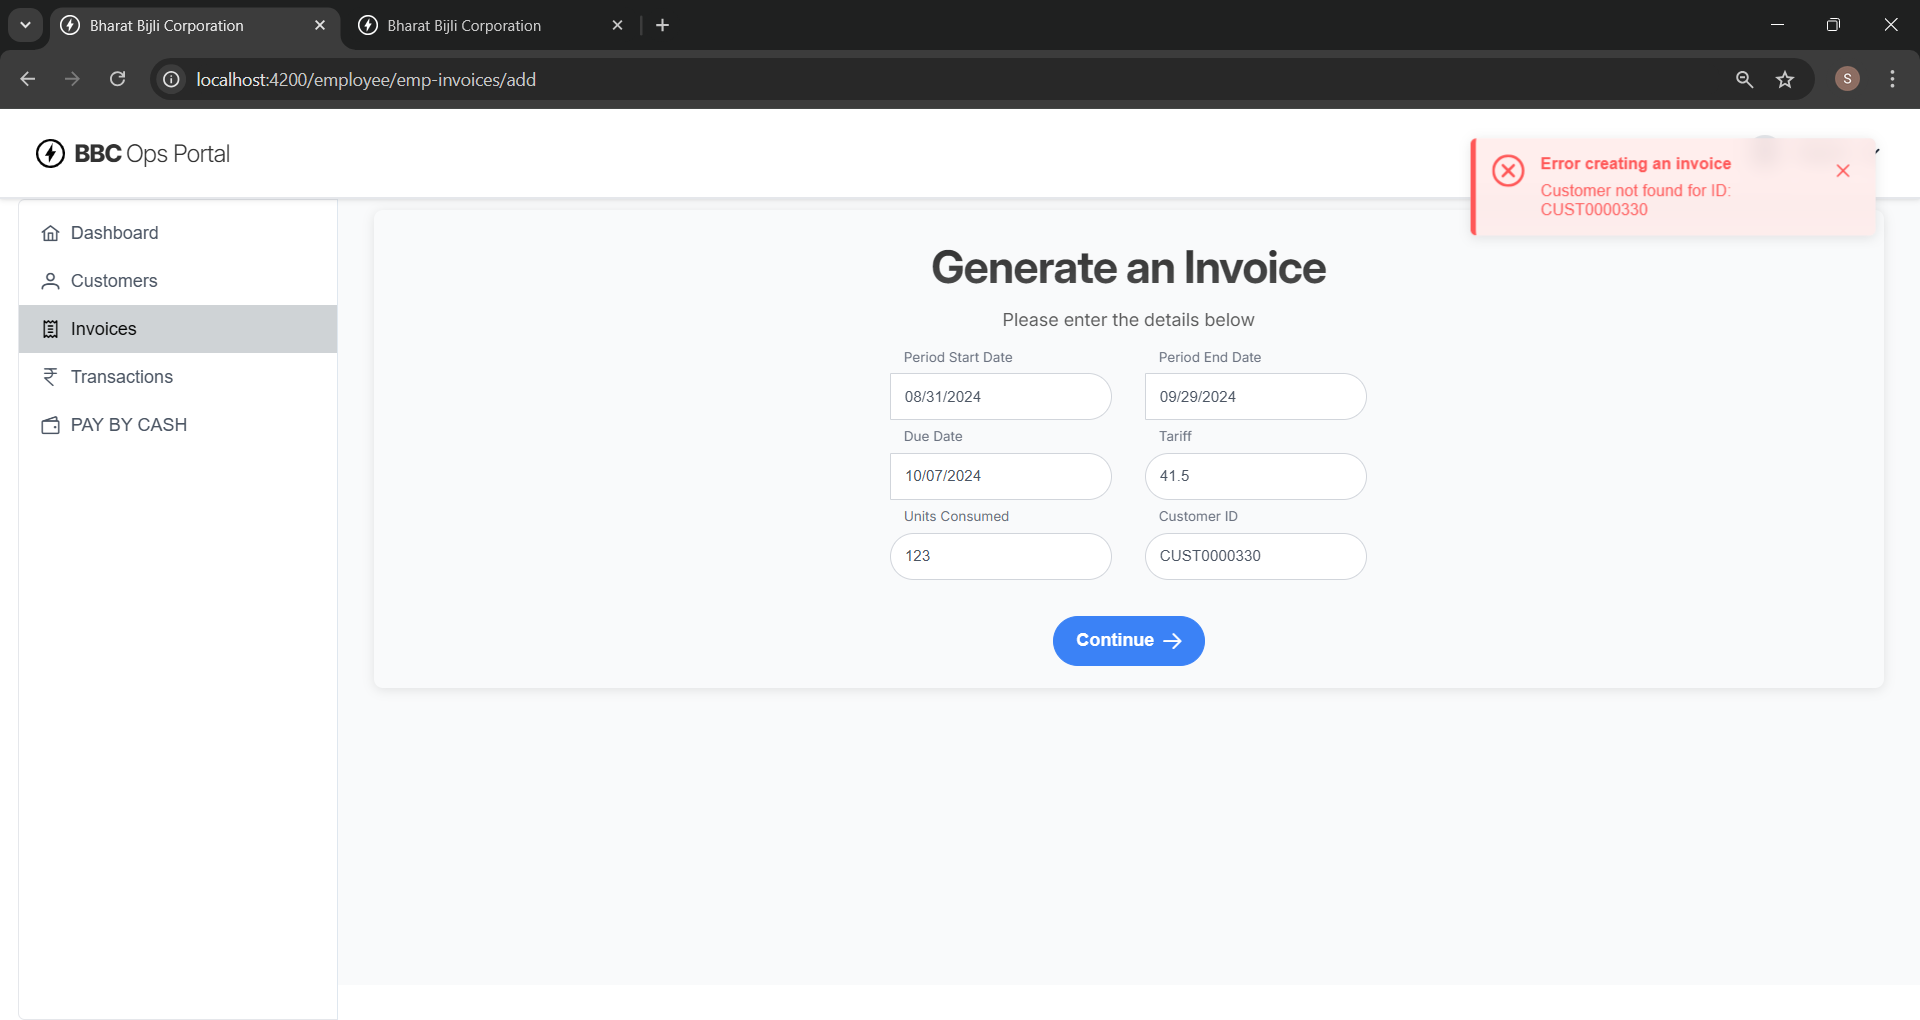 Bharat Bijli Corporation
Bharat Bijli Corporation
localhost:4200/employee/emp-invoices/add
S
BBC Ops Portal
Error creating an invoice
Customer not found for ID:
CUST0000330
Dashboard
Customers
Invoices
Transactions
PAY BY CASH
Generate an Invoice
Please enter the details below
Period Start Date
Period End Date
08/31/2024
09/29/2024
Due Date
Tariff
10/07/2024
41.5
Units Consumed
Customer ID
123
CUST0000330
Continue